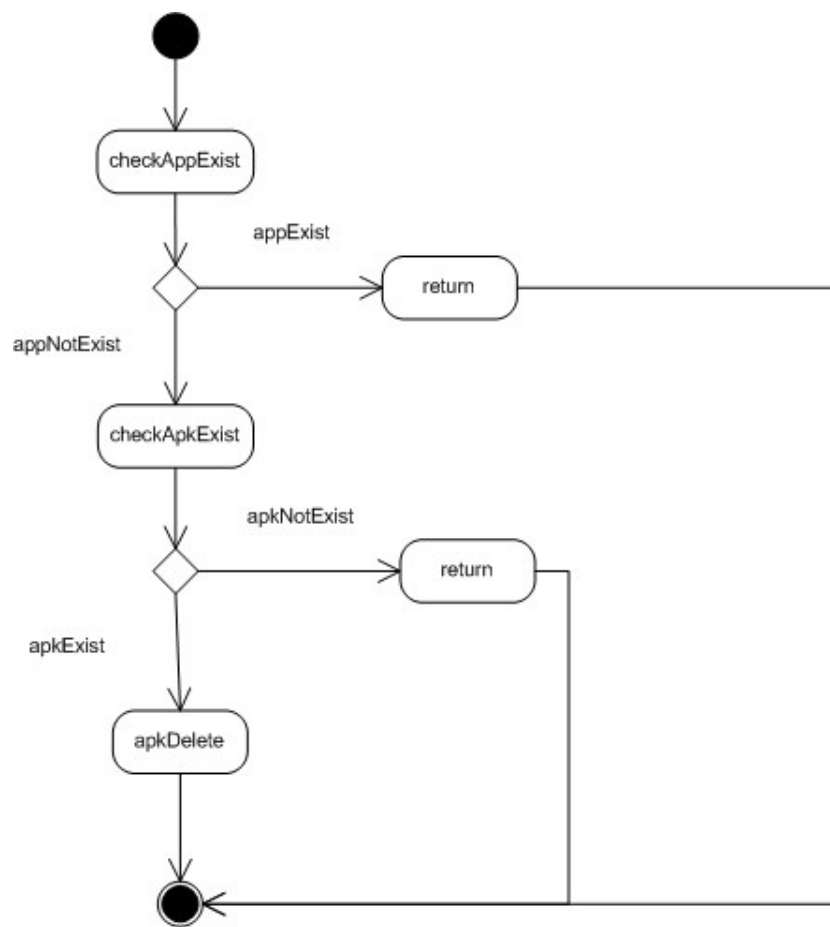 checkAppExist
appExist
return
appNotExist
checkApkExist
apkNotExist
return
apkExist
apkDelete